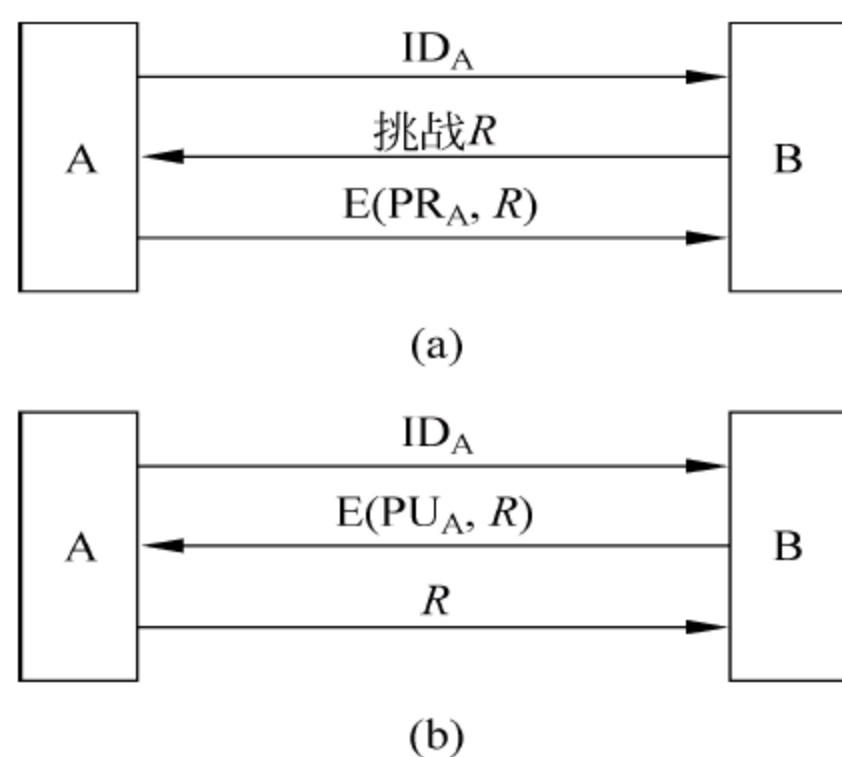 ID_A
挑战R
A B
E(PR_A, R)
(a)
ID_A
E(PU_A, R)
A B
R
(b)